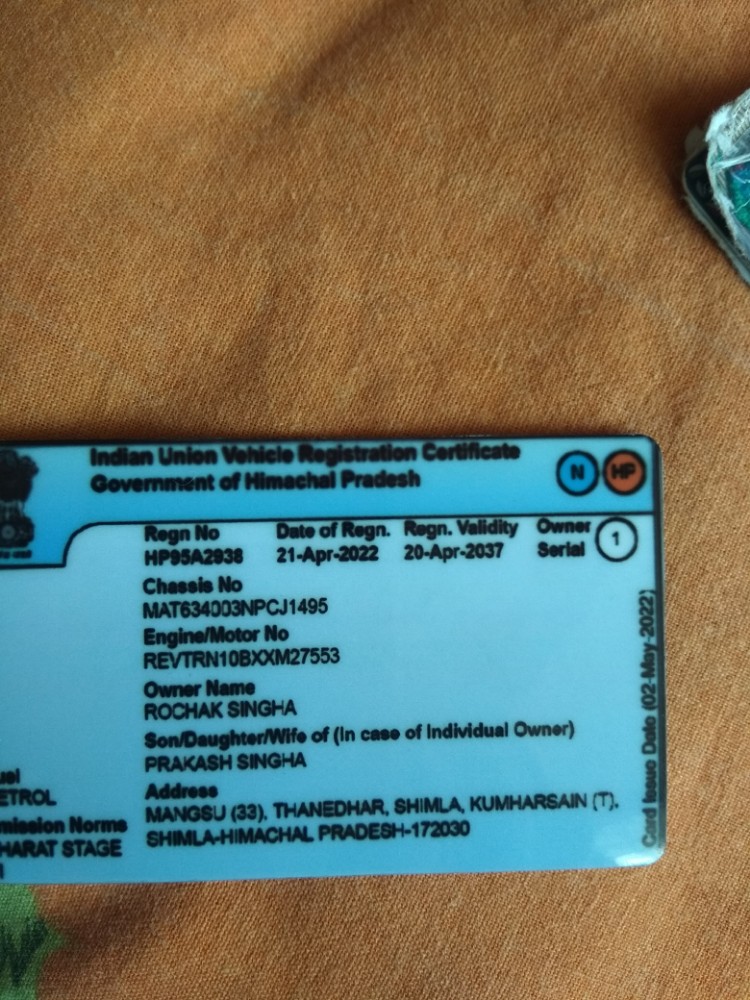 Indian Union Vehicle Registration Certificate
Government of Himachal Pradesh
N HP
Regn No Date of Regn. Regn. Validity Owner Serial 1
HP95A2938 21-Apr-2022 20-Apr-2037
Chassis No
MAT634003NPCJ1495
Engine/Motor No
REVTRN10BXXM27553
Owner Name
ROCHAK SINGHA
Son/Daughter/Wife of (In case of Individual Owner)
PRAKASH SINGHA
Address
MANGSU (33), THANEDHAR, SHIMLA, KUMHARSAIN (T),
SHIMLA-HIMACHAL PRADESH-172030
uel
ETROL
mission Norms
HARAT STAGE
Card Issue Date (02-May-2022)